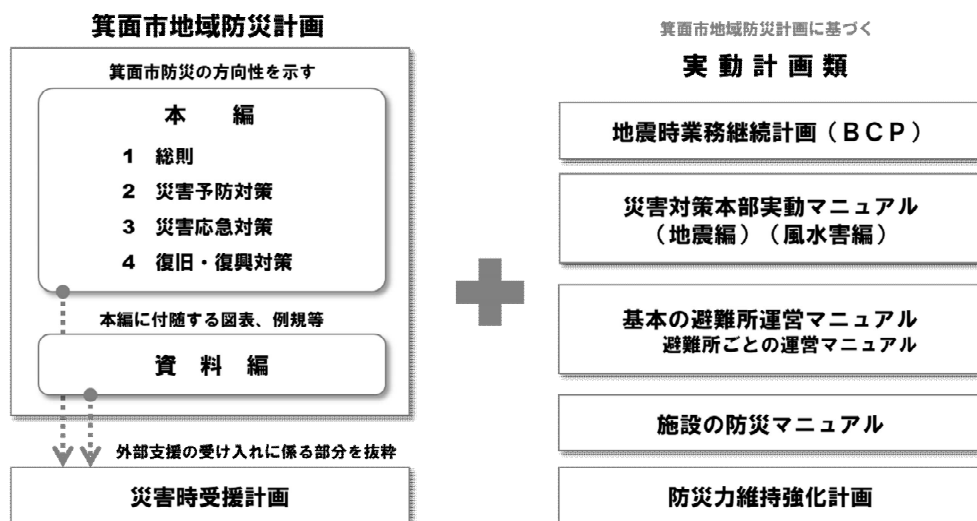 箕面市地域防災計画
箕面市防災の方向性を示す
本 編
1 総則
2 災害予防対策
3 災害応急対策
4 復旧・復興対策
本編に付随する図表、例規等
資 料 編
外部支援の受け入れに係る部分を抜粋
災害時受援計画
箕面市地域防災計画に基づく
実動計画類
地震時業務継続計画（BCP）
災害対策本部実動マニュアル
（地震編）（風水害編）
基本の避難所運営マニュアル
避難所ごとの運営マニュアル
施設の防災マニュアル
防災力維持強化計画